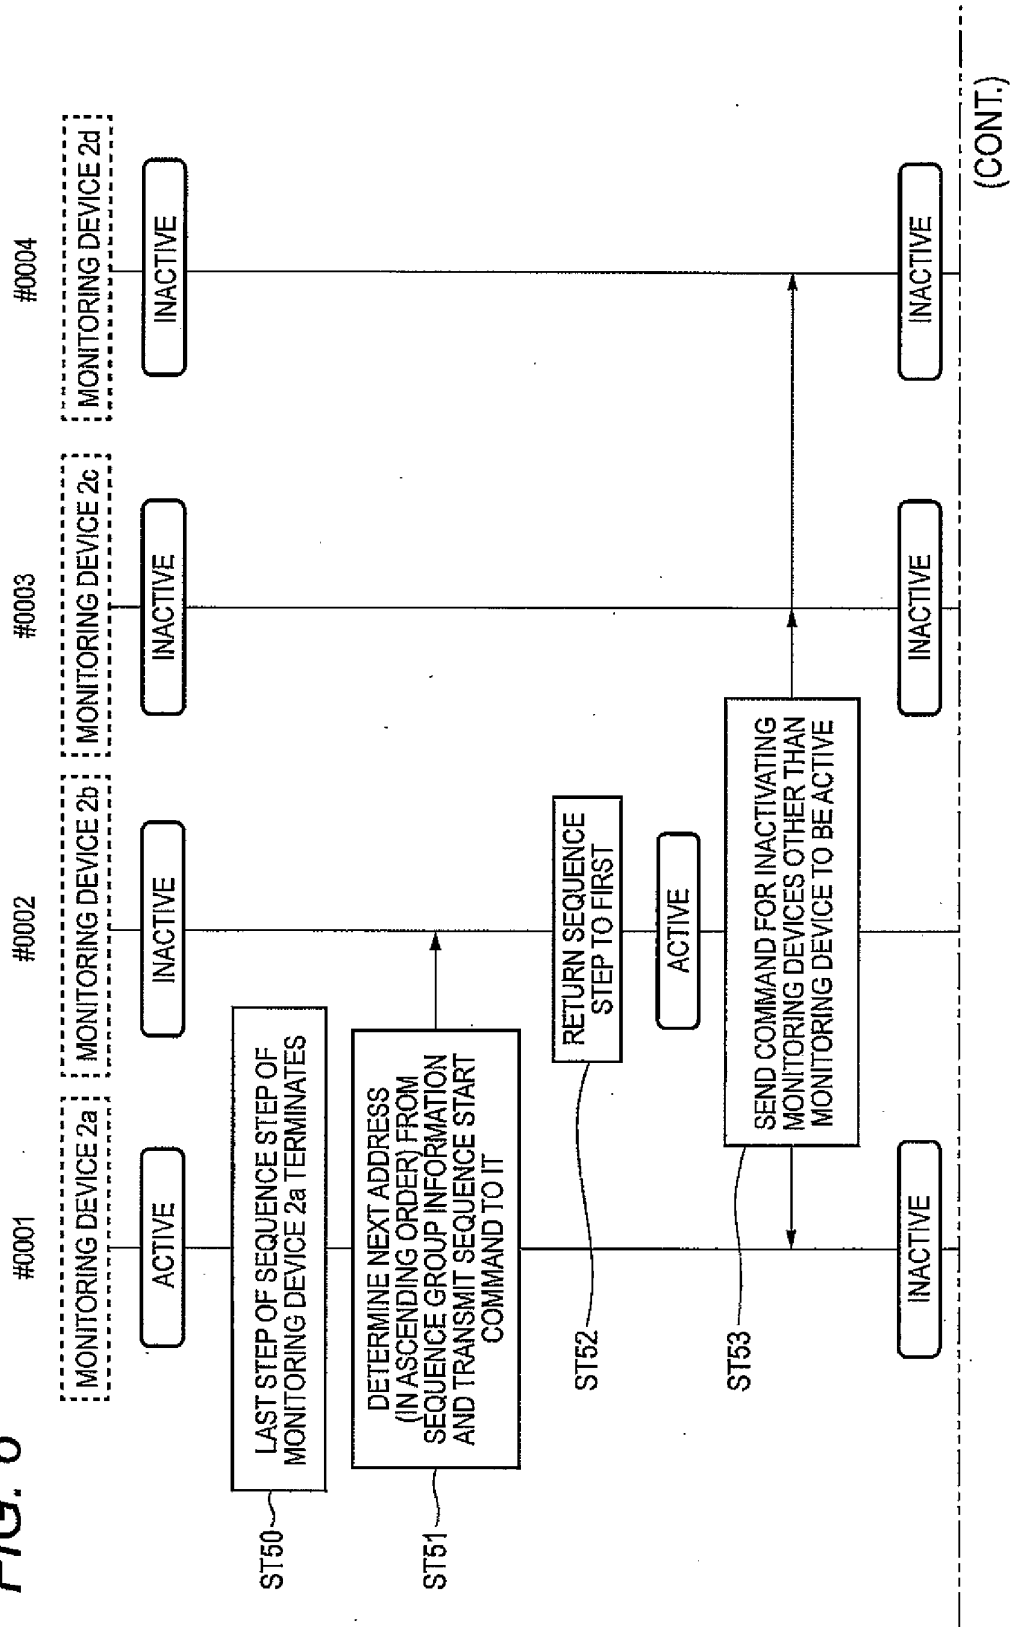 FIG. 8
#0001
#0002
#0003
#0004
MONITORING DEVICE 2a
MONITORING DEVICE 2b
MONITORING DEVICE 2c
MONITORING DEVICE 2d
ACTIVE
INACTIVE
INACTIVE
INACTIVE
ST50
LAST STEP OF SEQUENCE STEP OF
MONITORING DEVICE 2a TERMINATES
ST51
DETERMINE NEXT ADDRESS
(IN ASCENDING ORDER) FROM
SEQUENCE GROUP INFORMATION
AND TRANSMIT SEQUENCE START
COMMAND TO IT
ST52
RETURN SEQUENCE
STEP TO FIRST
ACTIVE
ST53
SEND COMMAND FOR INACTIVATING
MONITORING DEVICES OTHER THAN
MONITORING DEVICE TO BE ACTIVE
INACTIVE
INACTIVE
INACTIVE
(CONT.)